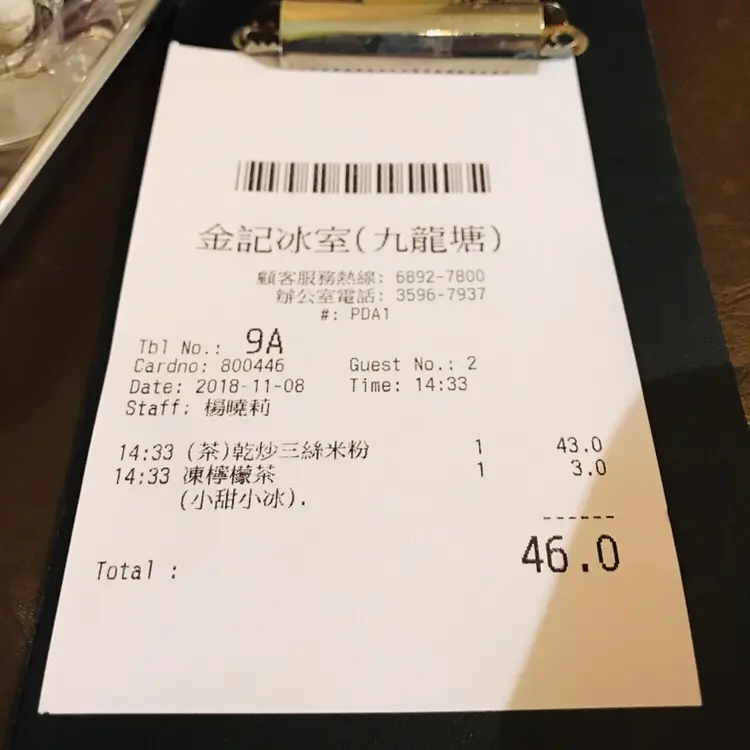 金記冰室(九龍塘)
顧客服務熱線: 6892-7800
辦公室電話: 3596-7937
#: PDA1
Tbl No.: 9A
Cardno: 800446 Guest No.: 2
Date: 2018-11-08 Time: 14:33
Staff: 楊曉莉
14:33 (茶)乾炒三絲米粉 1 43.0
14:33 凍檸檬茶 1 3.0
(小甜小冰).
------
Total : 46.0